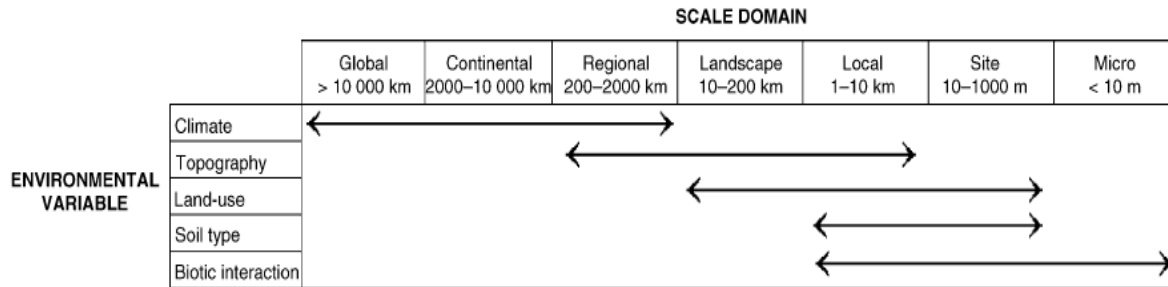 SCALE DOMAIN
Global
> 10 000 km
Continental
2000–10 000 km
Regional
200–2000 km
Landscape
10–200 km
Local
1–10 km
Site
10–1000 m
Micro
< 10 m
ENVIRONMENTAL
VARIABLE
Climate
Topography
Land-use
Soil type
Biotic interaction